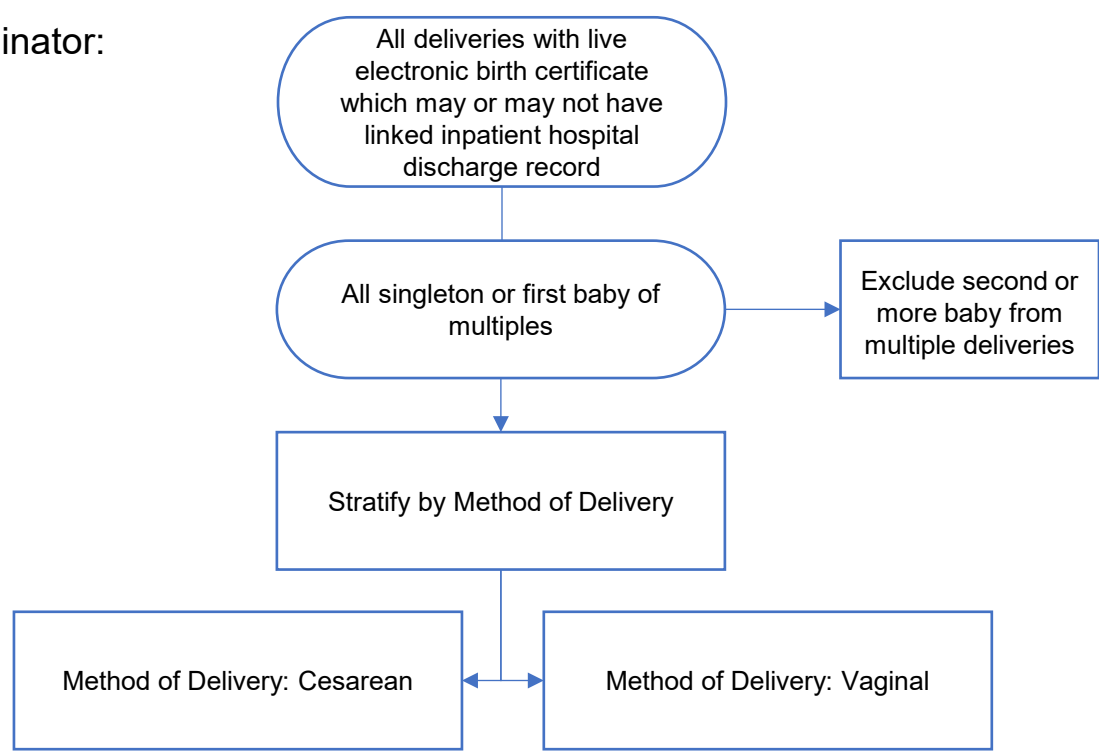 inator:
All deliveries with live
electronic birth certificate
which may or may not have
linked inpatient hospital
discharge record
All singleton or first baby of
multiples
Exclude second or
more baby from
multiple deliveries
Stratify by Method of Delivery
Method of Delivery: Cesarean
Method of Delivery: Vaginal